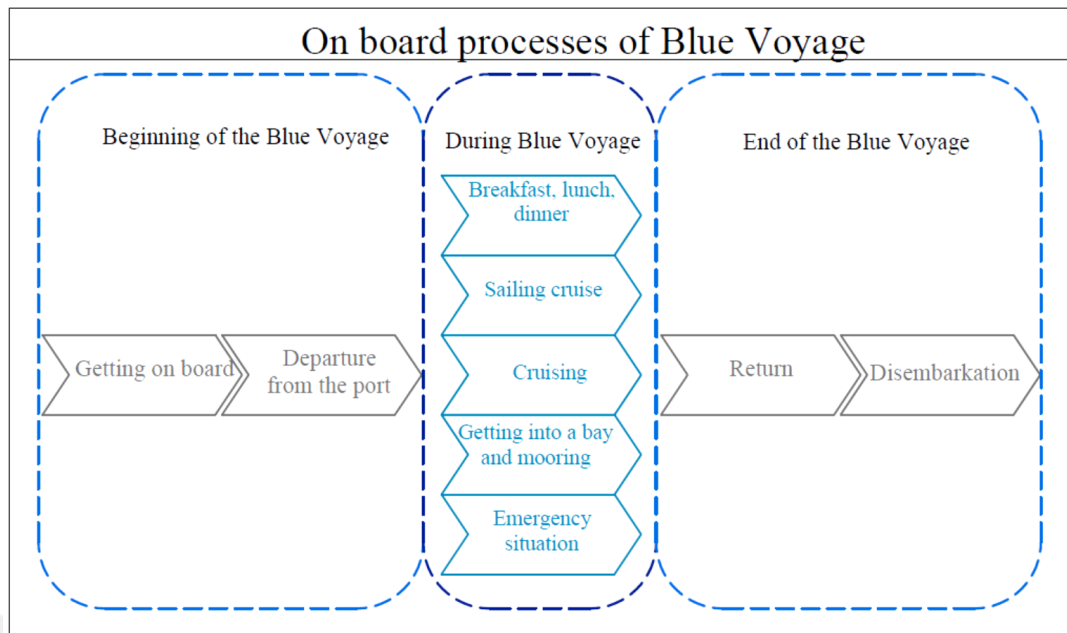 On board processes of Blue Voyage
Beginning of the Blue Voyage
Getting on board
Departure
from the port
During Blue Voyage
Breakfast, lunch,
dinner
Sailing cruise
Cruising
Getting into a bay
and mooring
Emergency
situation
End of the Blue Voyage
Return
Disembarkation